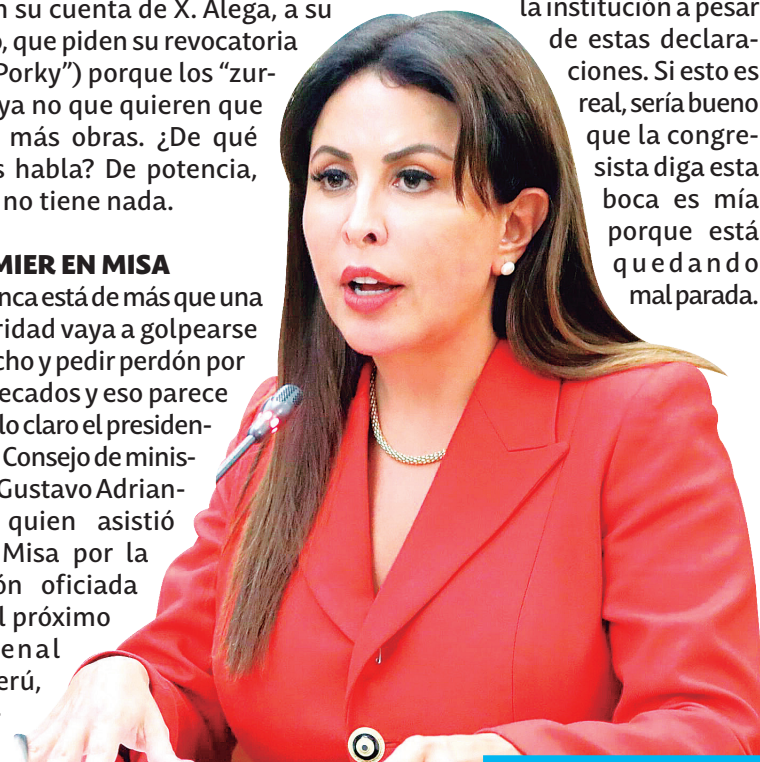 n su cuenta de X. Alega, a su
o, que piden su revocatoria
Porky”) porque los “zur-
ya no que quieren que
más obras. ¿De qué
s habla? De potencia,
no tiene nada.
MIER EN MISA
nca está de más que una
ridad vaya a golpearse
cho y pedir perdón por
ecados y eso parece
lo claro el presiden-
Consejo de minis-
Gustavo Adrian-
quien asistió
Misa por la
ón oficiada
l próximo
enal
erú,
la institución a pesar
de estas declara-
ciones. Si esto es
real, sería bueno
que la congre-
sista diga esta
boca es mía
porque está
quedando
mal parada.